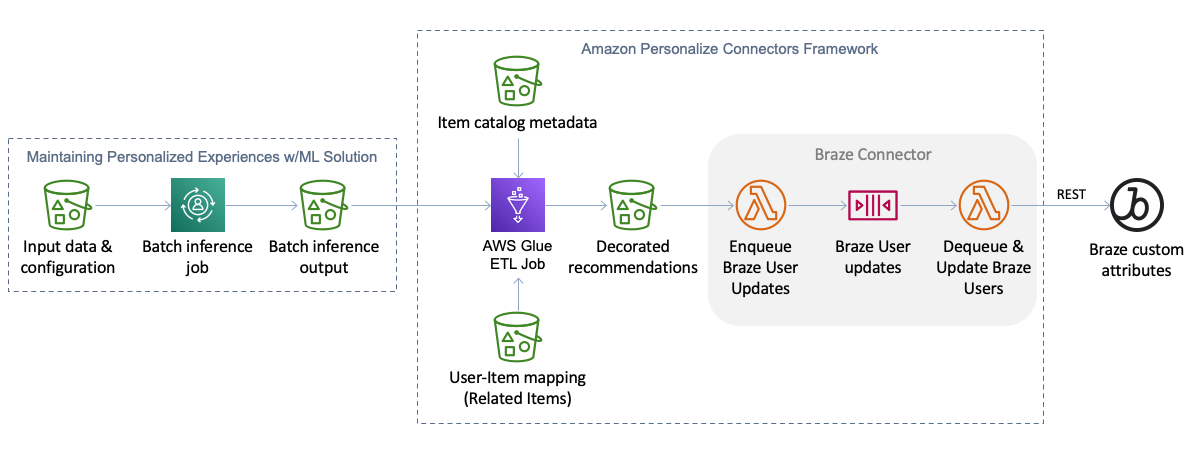 Amazon Personalize Connectors Framework
Item catalog metadata
Maintaining Personalized Experiences w/ML Solution
Input data &
configuration
Batch inference
job
Batch inference
output
AWS Glue
ETL Job
Decorated
recommendations
Braze Connector
Enqueue
Braze User
Updates
Braze User
updates
Dequeue &
Update Braze
Users
REST
Braze custom
attributes
User-Item mapping
(Related Items)